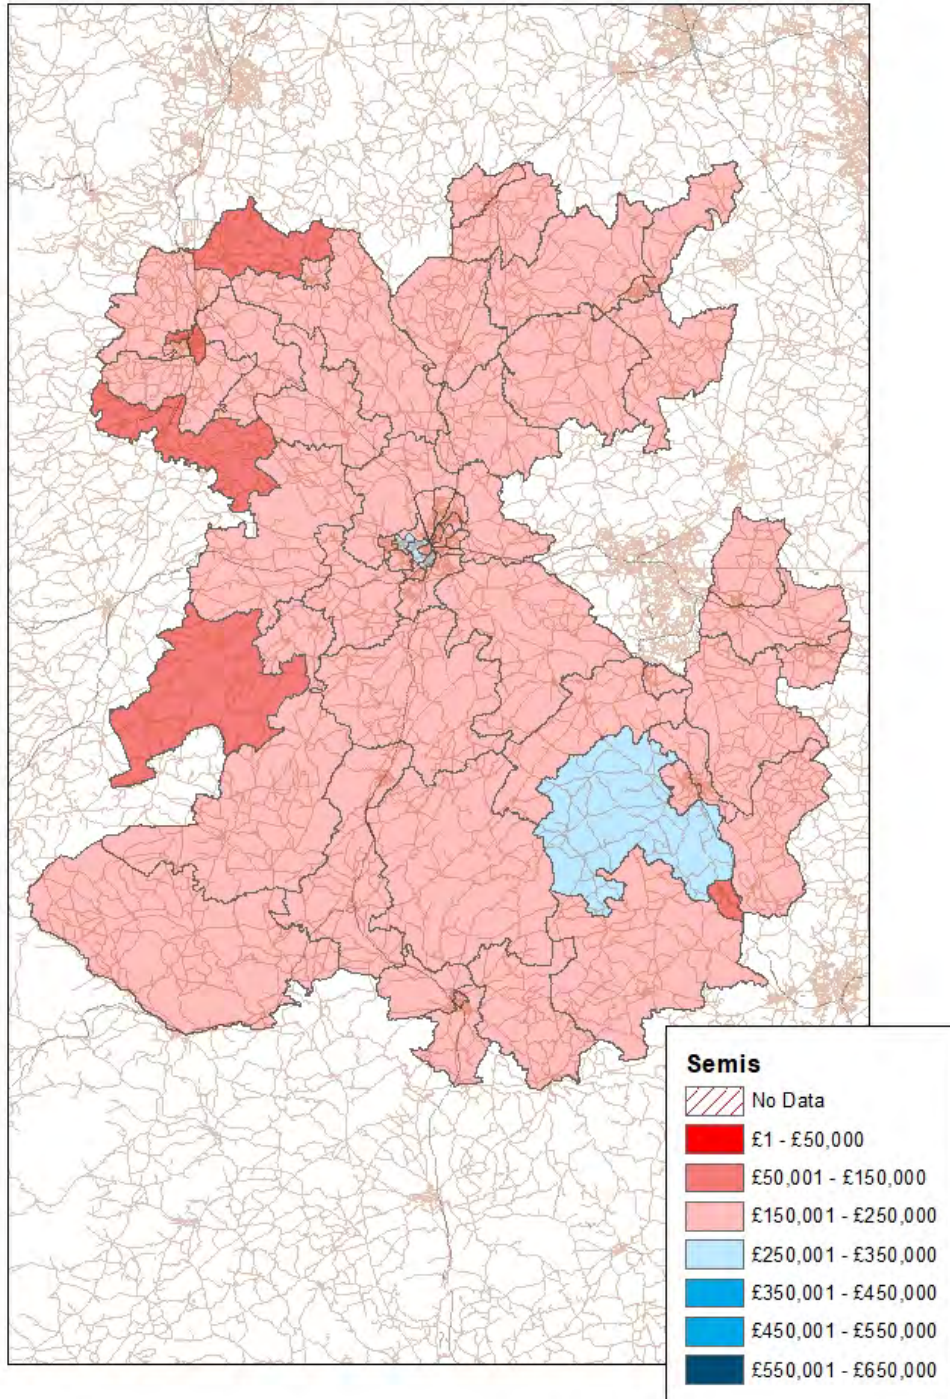 Semis
No Data
£1 - £50,000
£50,001 - £150,000
£150,001 - £250,000
£250,001 - £350,000
£350,001 - £450,000
£450,001 - £550,000
£550,001 - £650,000